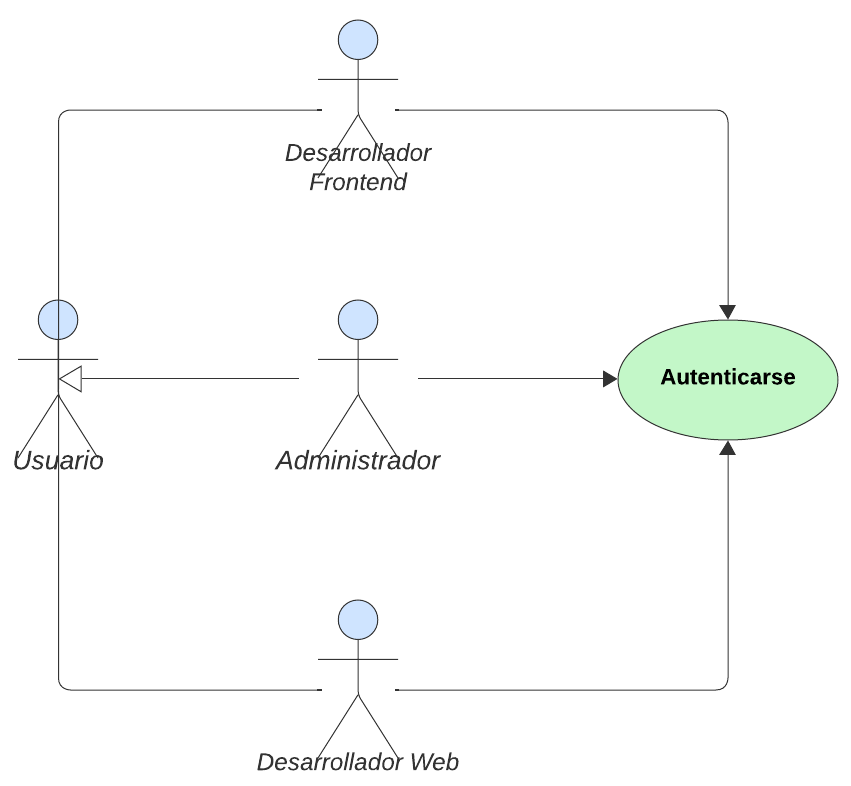 Desarrollador
Frontend
Autenticarse
Usuario
Administrador
Desarrollador Web